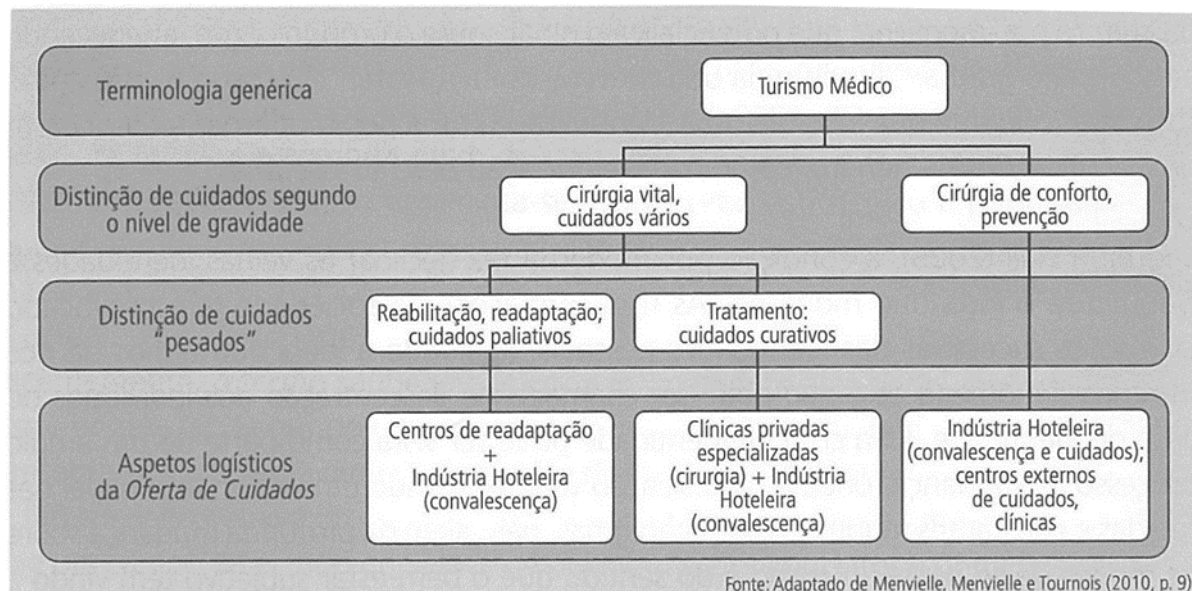 Terminologia genérica
Turismo Médico
Distinção de cuidados segundo
o nível de gravidade
Cirúrgia vital,
cuidados vários
Cirúrgia de conforto,
prevenção
Distinção de cuidados
“pesados”
Reabilitação, readaptação;
cuidados paliativos
Tratamento:
cuidados curativos
Aspetos logísticos
da Oferta de Cuidados
Centros de readaptação
+
Indústria Hoteleira
(convalescença)
Clínicas privadas
especializadas
(cirurgia) + Indústria
Hoteleira
(convalescença)
Indústria Hoteleira
(convalescença e cuidados);
centros externos
de cuidados,
clínicas
Fonte: Adaptado de Menvielle, Menvielle e Tournois (2010, p. 9)